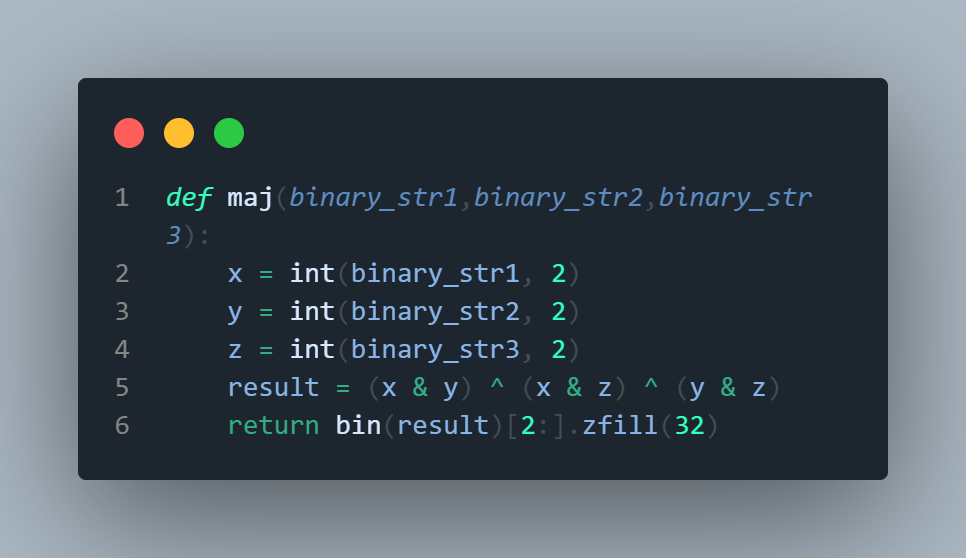 1 def maj(binary_str1,binary_str2,binary_str
3):
2 x = int(binary_str1, 2)
3 y = int(binary_str2, 2)
4 z = int(binary_str3, 2)
5 result = (x & y) ^ (x & z) ^ (y & z)
6 return bin(result)[2:].zfill(32)